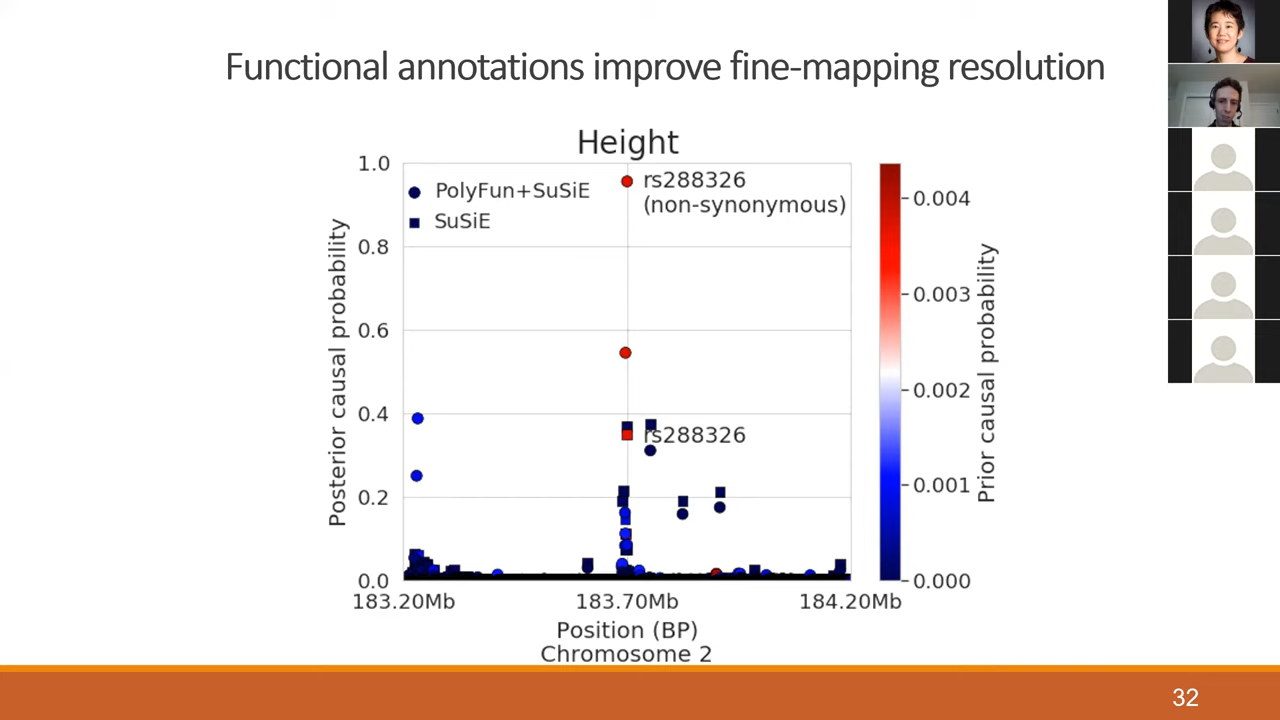 Functional annotations improve fine-mapping resolution
Height
1.0
0.8
0.6
0.4
0.2
0.0
Posterior causal probability
PolyFun+SuSiE
SuSiE
rs288326
(non-synonymous)
rs288326
183.20Mb
183.70Mb
184.20Mb
Position (BP)
Chromosome 2
0.004
0.003
0.002
0.001
0.000
Prior causal probability
32